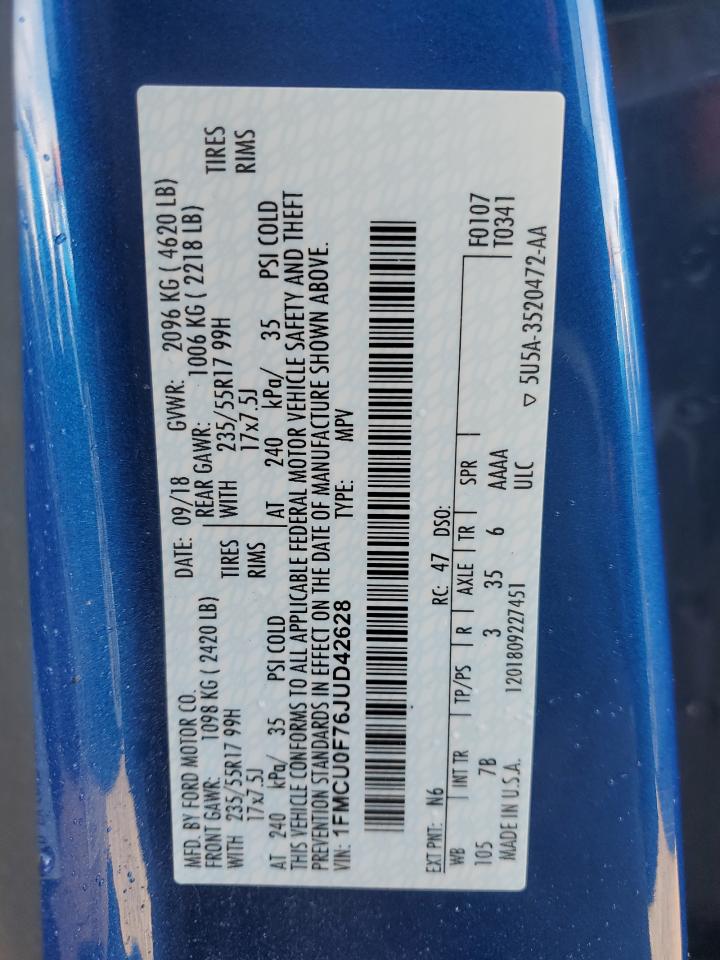 MFD. BY FORD MOTOR CO.
DATE: 09/18 GVWR: 2096 KG ( 4620 LB)
FRONT GAWR: 1098 KG ( 2420 LB)
REAR GAWR: 1006 KG ( 2218 LB)
WITH 235/55R17 99H TIRES
WITH 235/55R17 99H TIRES
17x7.5J RIMS
17x7.5J RIMS
AT 240 kPa/ 35 PSI COLD
AT 240 kPa/ 35 PSI COLD
THIS VEHICLE CONFORMS TO ALL APPLICABLE FEDERAL MOTOR VEHICLE SAFETY AND THEFT
PREVENTION STANDARDS IN EFFECT ON THE DATE OF MANUFACTURE SHOWN ABOVE.
VIN: 1FMCU0F76JUD42628 TYPE: MPV
EXT PNT: N6 RC: 47 DSO: F0107
WB INT TR TP/PS R AXLE TR SPR T0341
105 7B 3 35 6 AAAA
MADE IN U.S.A. 1201809227451 ULC ▽ 5U5A-3520472-AA